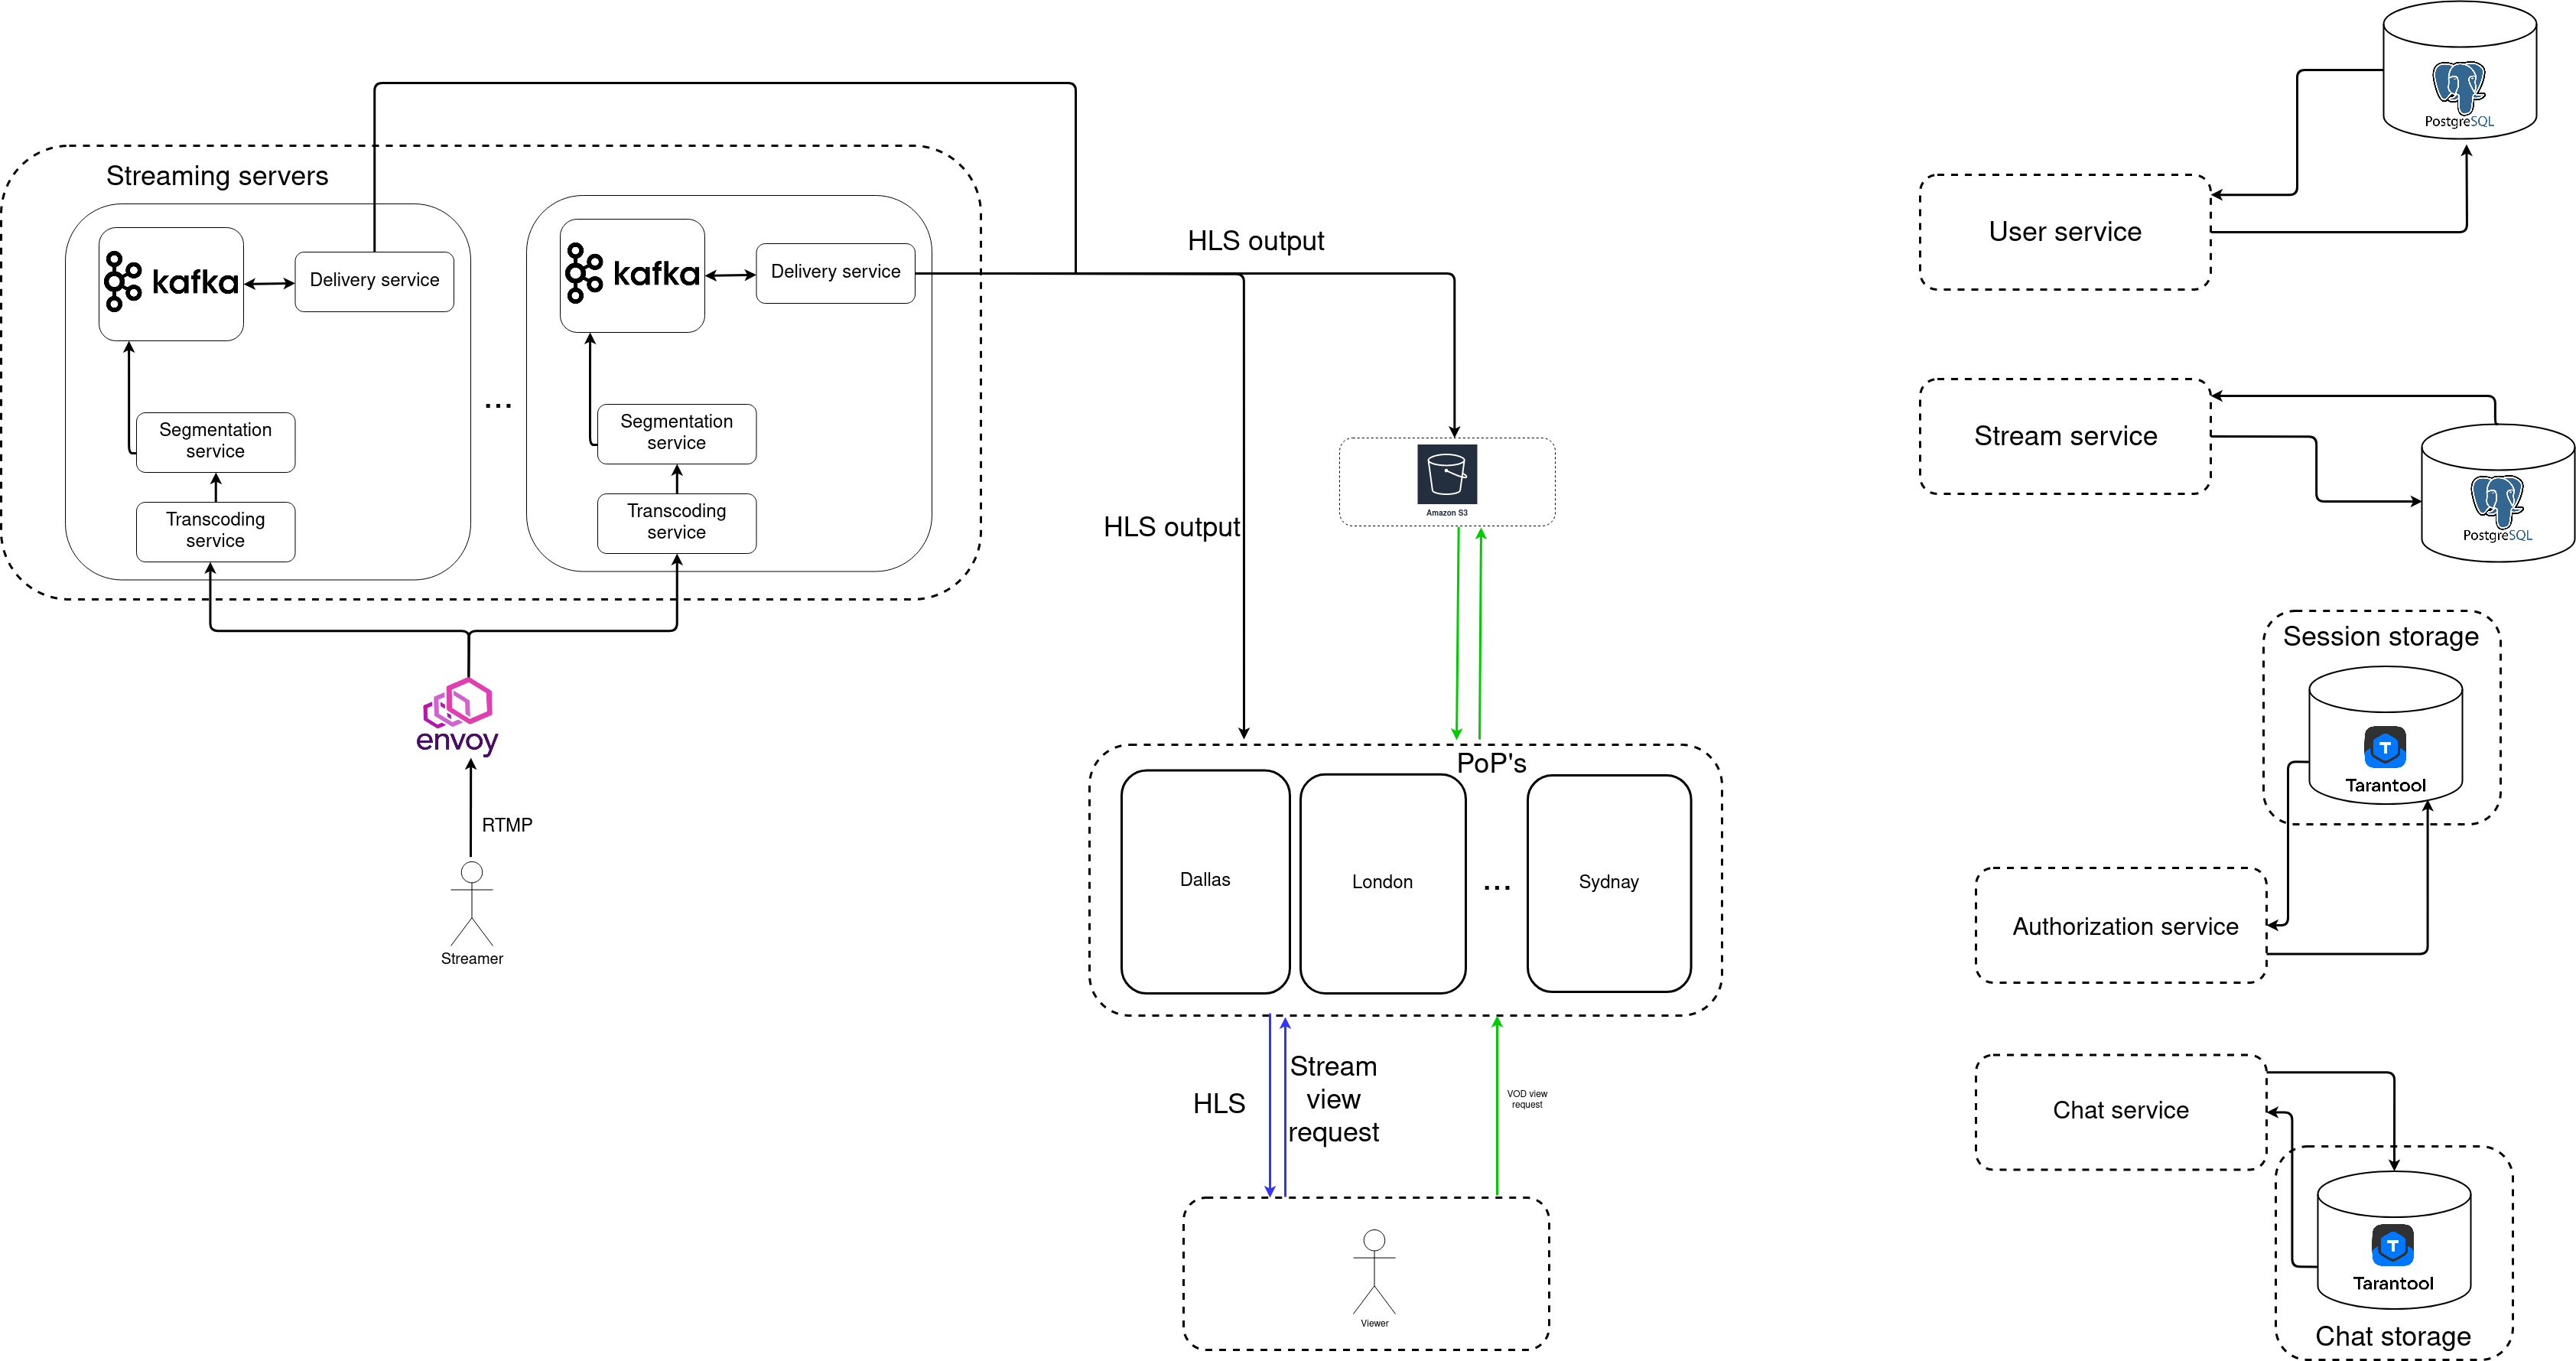 Streaming servers
kafka
Delivery service
Segmentation
service
Transcoding
service
...
kafka
Delivery service
Segmentation
service
Transcoding
service
envoy
RTMP
Streamer
HLS output
HLS output
Amazon S3
PoP's
Dallas
London
...
Sydnay
HLS
Stream
view
request
VOD view
request
Viewer
PostgreSQL
User service
Stream service
PostgreSQL
Session storage
T
Tarantool
Authorization service
Chat service
T
Tarantool
Chat storage